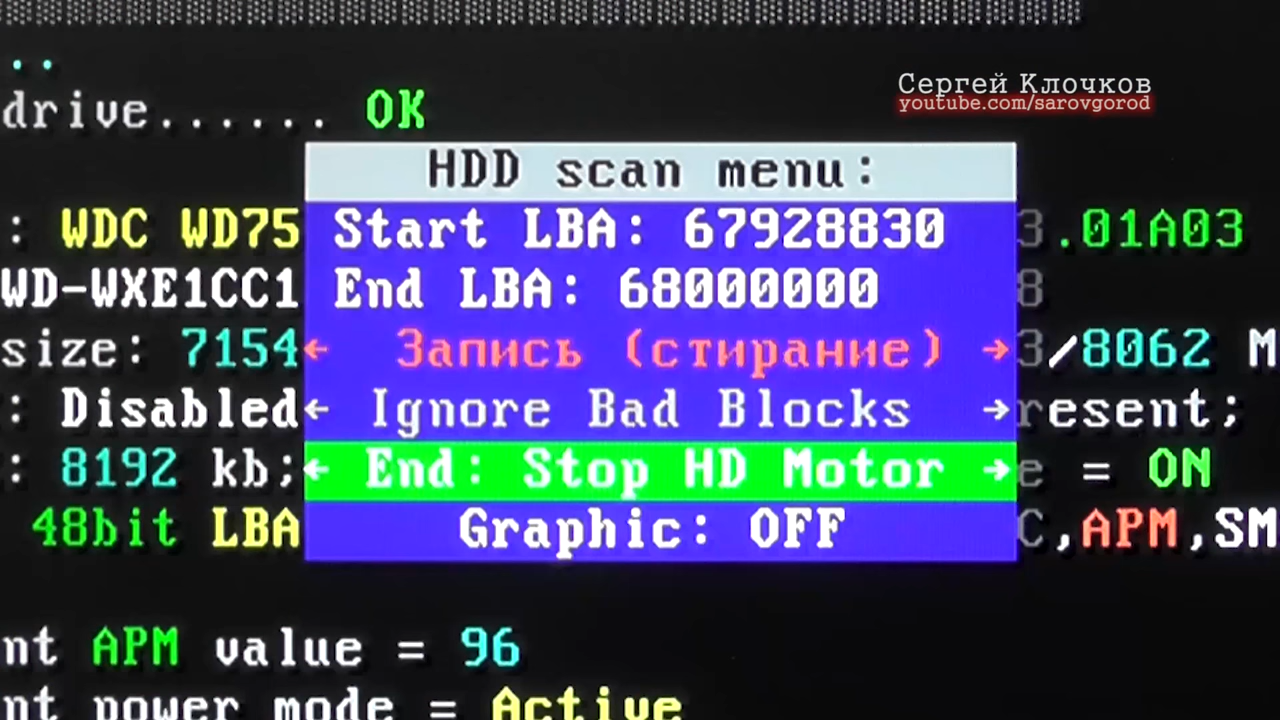 ..
drive...... OK
Сергей Клочков
youtube.com/sarovgorod
HDD scan menu:
: WDC WD75 Start LBA: 67928830 3.01A03
WD-WXE1CC1 End LBA: 68000000 8
size: 7154← Запись (стирание) →3/8062 M
: Disabled← Ignore Bad Blocks →resent;
: 8192 kb;← End: Stop HD Motor →e = ON
48bit LBA Graphic: OFF C,APM,SM
nt APM value = 96
nt power mode = Active